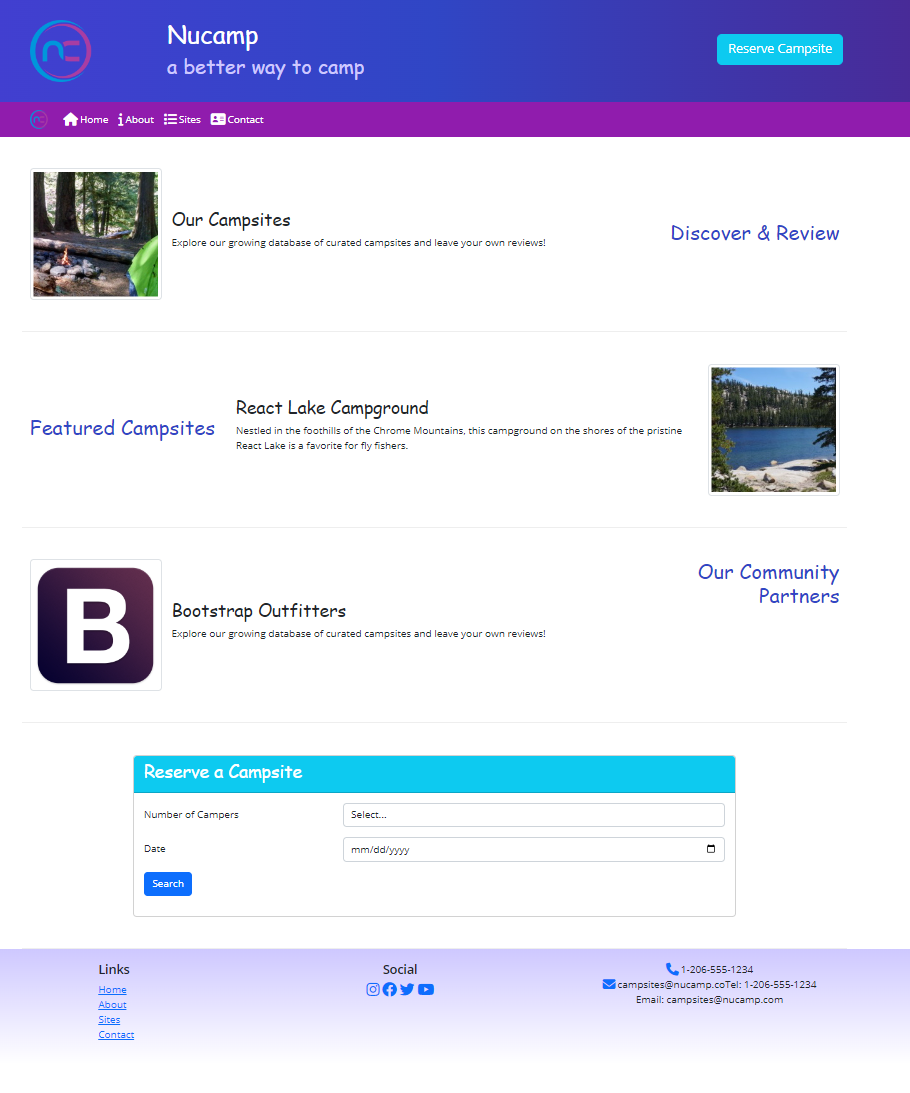 Nucamp
a better way to camp
Reserve Campsite
Home About Sites Contact
Our Campsites
Explore our growing database of curated campsites and leave your own reviews!
Discover & Review
Featured Campsites
React Lake Campground
Nestled in the foothills of the Chrome Mountains, this campground on the shores of the pristine
React Lake is a favorite for fly fishers.
B
Bootstrap Outfitters
Explore our growing database of curated campsites and leave your own reviews!
Our Community
Partners
Reserve a Campsite
Number of Campers
Select...
Date
mm/dd/yyyy
Search
Links
Home
About
Sites
Contact
Social
1-206-555-1234
campsites@nucamp.coTel: 1-206-555-1234
Email: campsites@nucamp.com